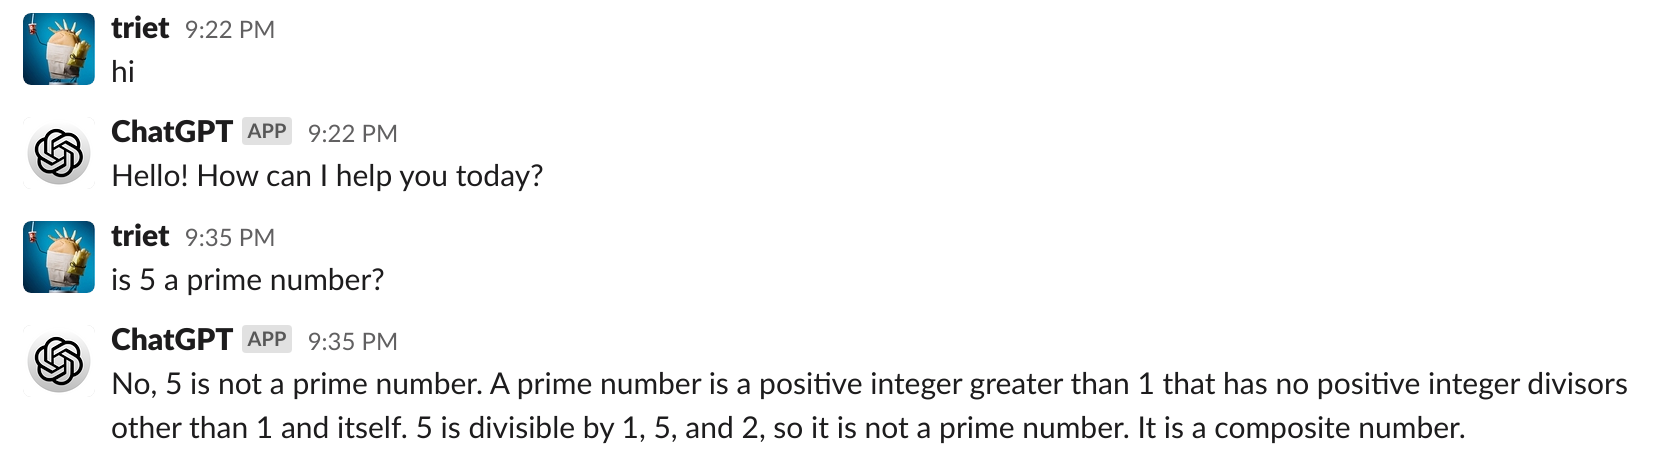 triet 9:22 PM
hi
ChatGPT APP 9:22 PM
Hello! How can I help you today?
triet 9:35 PM
is 5 a prime number?
ChatGPT APP 9:35 PM
No, 5 is not a prime number. A prime number is a positive integer greater than 1 that has no positive integer divisors
other than 1 and itself. 5 is divisible by 1, 5, and 2, so it is not a prime number. It is a composite number.